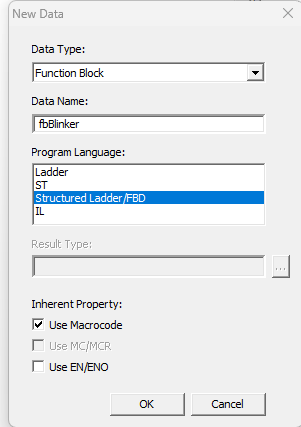 New Data
Data Type:
Function Block
Data Name:
fbBlinker
Program Language:
Ladder
ST
Structured Ladder/FBD
IL
Result Type:
...
Inherent Property:
Use Macrocode
Use MC/MCR
Use EN/ENO
OK
Cancel